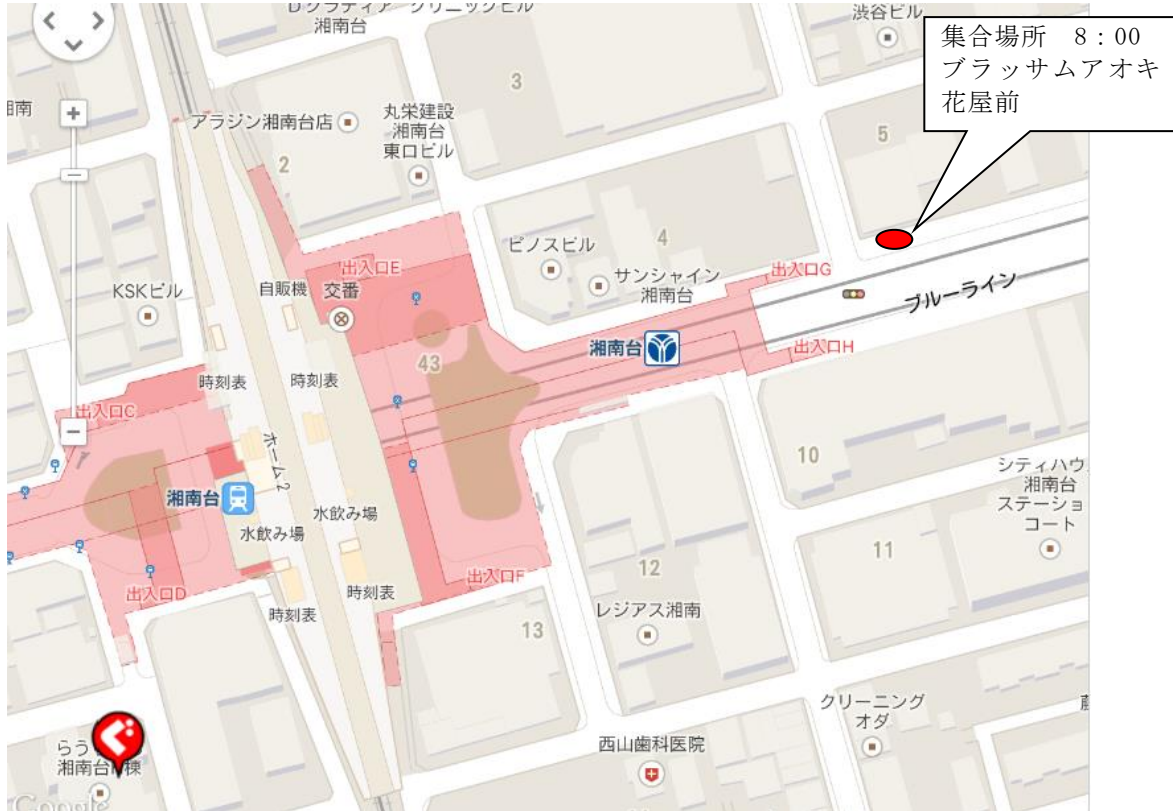 湘南台
渋谷ビル
集合場所 8：00
ブラッサムアオキ
花屋前
3
アラジン湘南台店
丸栄建設
湘南台
東口ビル
2
5
ビノスビル
4
サンシャイン
湘南台
出入口E
出入口G
自販機
交番
KSKビル
ブルーライン
湘南台
出入口H
43
時刻表
時刻表
出入口C
ホーム2
10
シティハウ
湘南台
ステーショ
コート
湘南台
水飲み場
水飲み場
11
12
出入口D
出入口F
時刻表
時刻表
レジアス湘南
13
クリーニング
オダ
西山歯科医院
らう
湘南台
棟
Google